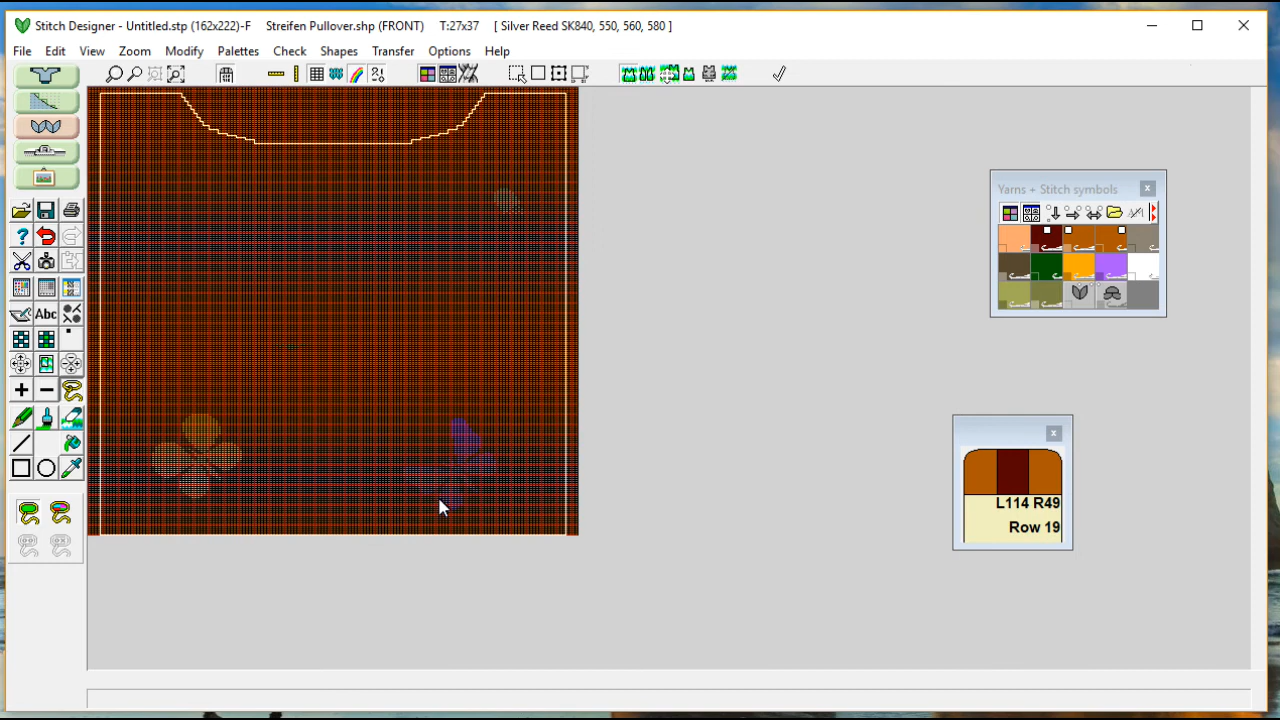 Stitch Designer - Untitled.stp (162x222)-F Streifen Pullover.shp (FRONT) T:27x37 [ Silver Reed SK840, 550, 560, 580 ]
File Edit View Zoom Modify Palettes Check Shapes Transfer Options Help
Yarns + Stitch symbols
Abc
L114 R49
Row 19